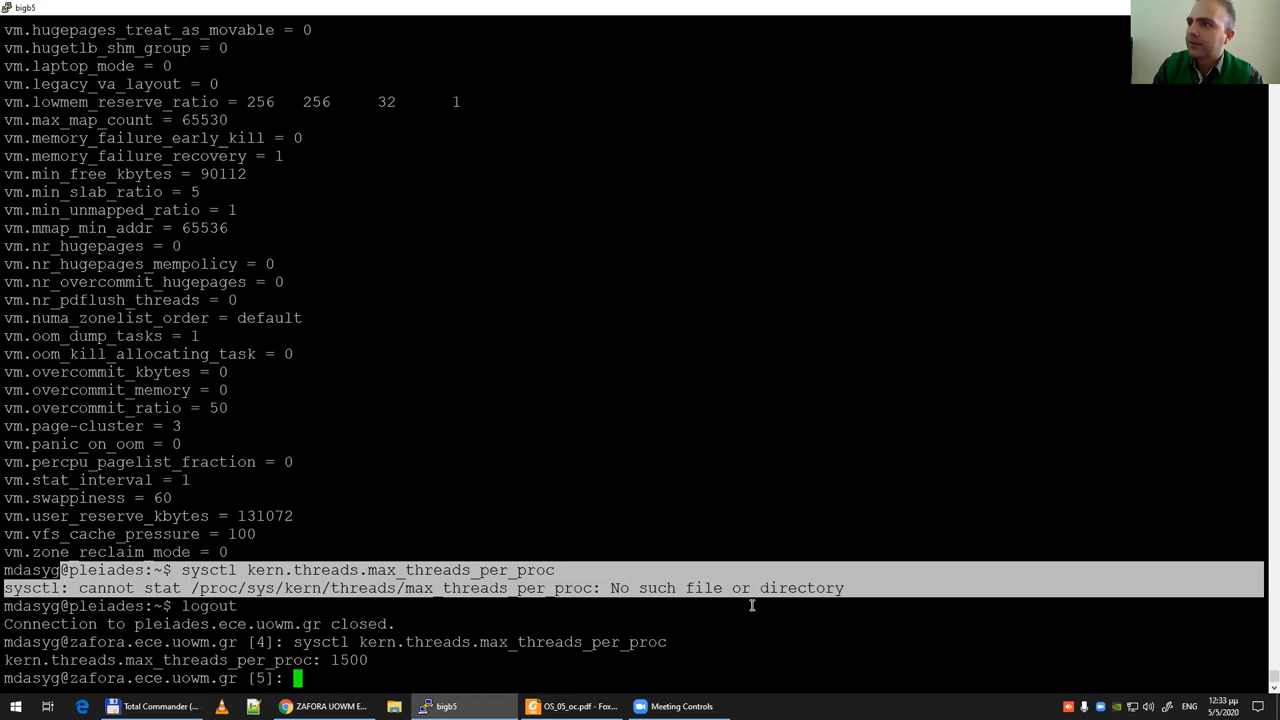 bigb5
vm.hugepages_treat_as_movable = 0
vm.hugetlb_shm_group = 0
vm.laptop_mode = 0
vm.legacy_va_layout = 0
vm.lowmem_reserve_ratio = 256 256 32 1
vm.max_map_count = 65530
vm.memory_failure_early_kill = 0
vm.memory_failure_recovery = 1
vm.min_free_kbytes = 90112
vm.min_slab_ratio = 5
vm.min_unmapped_ratio = 1
vm.mmap_min_addr = 65536
vm.nr_hugepages = 0
vm.nr_hugepages_mempolicy = 0
vm.nr_overcommit_hugepages = 0
vm.nr_pdflush_threads = 0
vm.numa_zonelist_order = default
vm.oom_dump_tasks = 1
vm.oom_kill_allocating_task = 0
vm.overcommit_kbytes = 0
vm.overcommit_memory = 0
vm.overcommit_ratio = 50
vm.page-cluster = 3
vm.panic_on_oom = 0
vm.percpu_pagelist_fraction = 0
vm.stat_interval = 1
vm.swappiness = 60
vm.user_reserve_kbytes = 131072
vm.vfs_cache_pressure = 100
vm.zone_reclaim_mode = 0
mdasyg@pleiades:~$ sysctl kern.threads.max_threads_per_proc
sysctl: cannot stat /proc/sys/kern/threads/max_threads_per_proc: No such file or directory
mdasyg@pleiades:~$ logout
Connection to pleiades.ece.uowm.gr closed.
mdasyg@zafora.ece.uowm.gr [4]: sysctl kern.threads.max_threads_per_proc
kern.threads.max_threads_per_proc: 1500
mdasyg@zafora.ece.uowm.gr [5]:
Total Commander (... ZAFORA UOWM E... bigb5 OS_05_oc.pdf - Fox... Meeting Controls ENG 12:33 μμ
5/5/2020